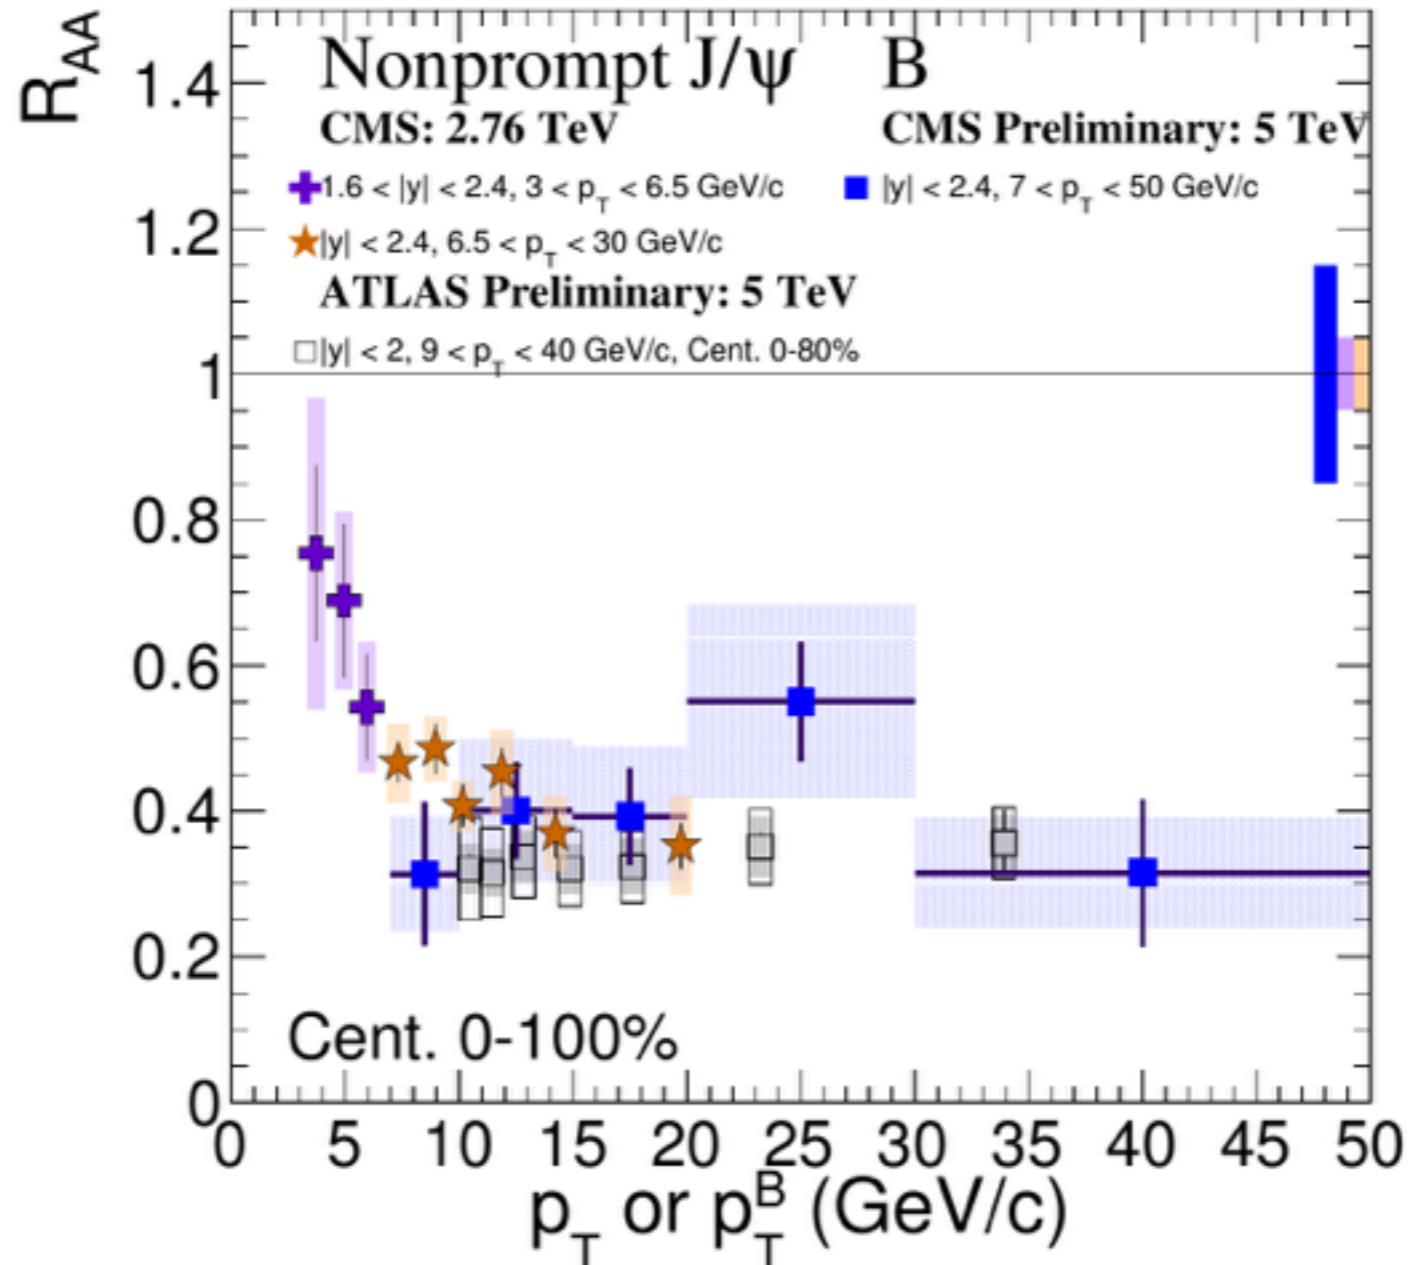 R_AA
Nonprompt J/ψ B
CMS: 2.76 TeV CMS Preliminary: 5 TeV
1.6 < |y| < 2.4, 3 < p_T < 6.5 GeV/c |y| < 2.4, 7 < p_T < 50 GeV/c
|y| < 2.4, 6.5 < p_T < 30 GeV/c
ATLAS Preliminary: 5 TeV
|y| < 2, 9 < p_T < 40 GeV/c, Cent. 0-80%
1.4
1.2
1
0.8
0.6
0.4
0.2
0
Cent. 0-100%
0 5 10 15 20 25 30 35 40 45 50
p_T or p_T^B (GeV/c)